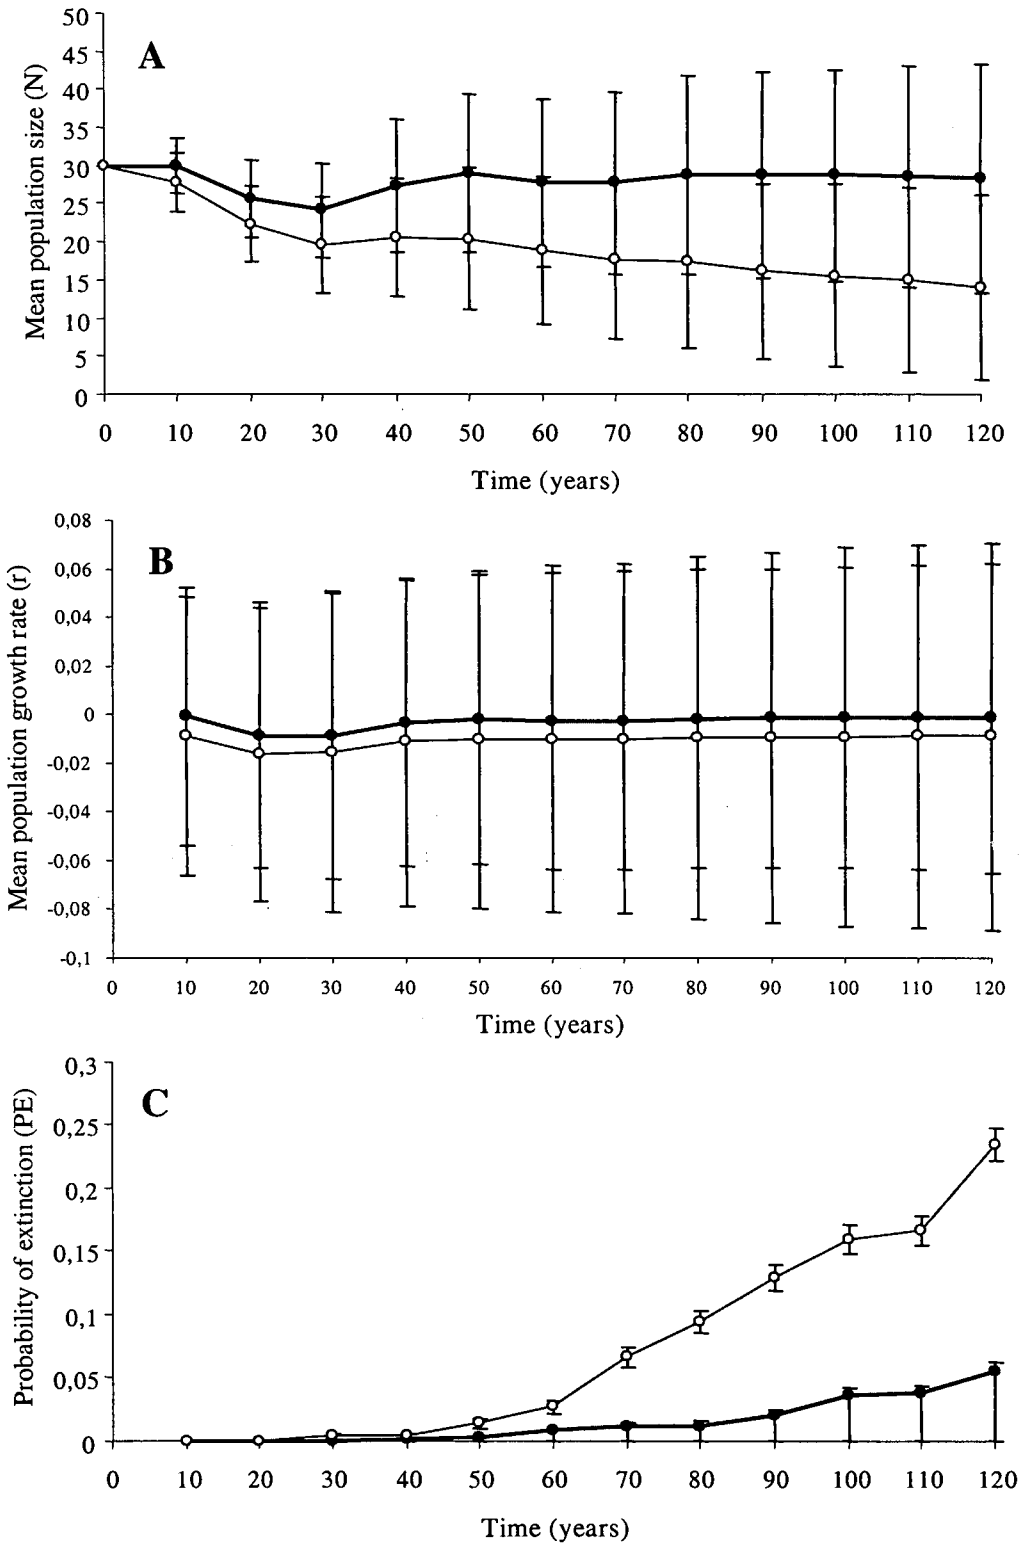 A
Mean population size (N)
50
45
40
35
30
25
20
15
10
5
0
0 10 20 30 40 50 60 70 80 90 100 110 120
Time (years)
B
Mean population growth rate (r)
0,08
0,06
0,04
0,02
0
-0,02
-0,04
-0,06
-0,08
-0,1
0 10 20 30 40 50 60 70 80 90 100 110 120
Time (years)
C
Probability of extinction (PE)
0,3
0,25
0,2
0,15
0,1
0,05
0
0 10 20 30 40 50 60 70 80 90 100 110 120
Time (years)